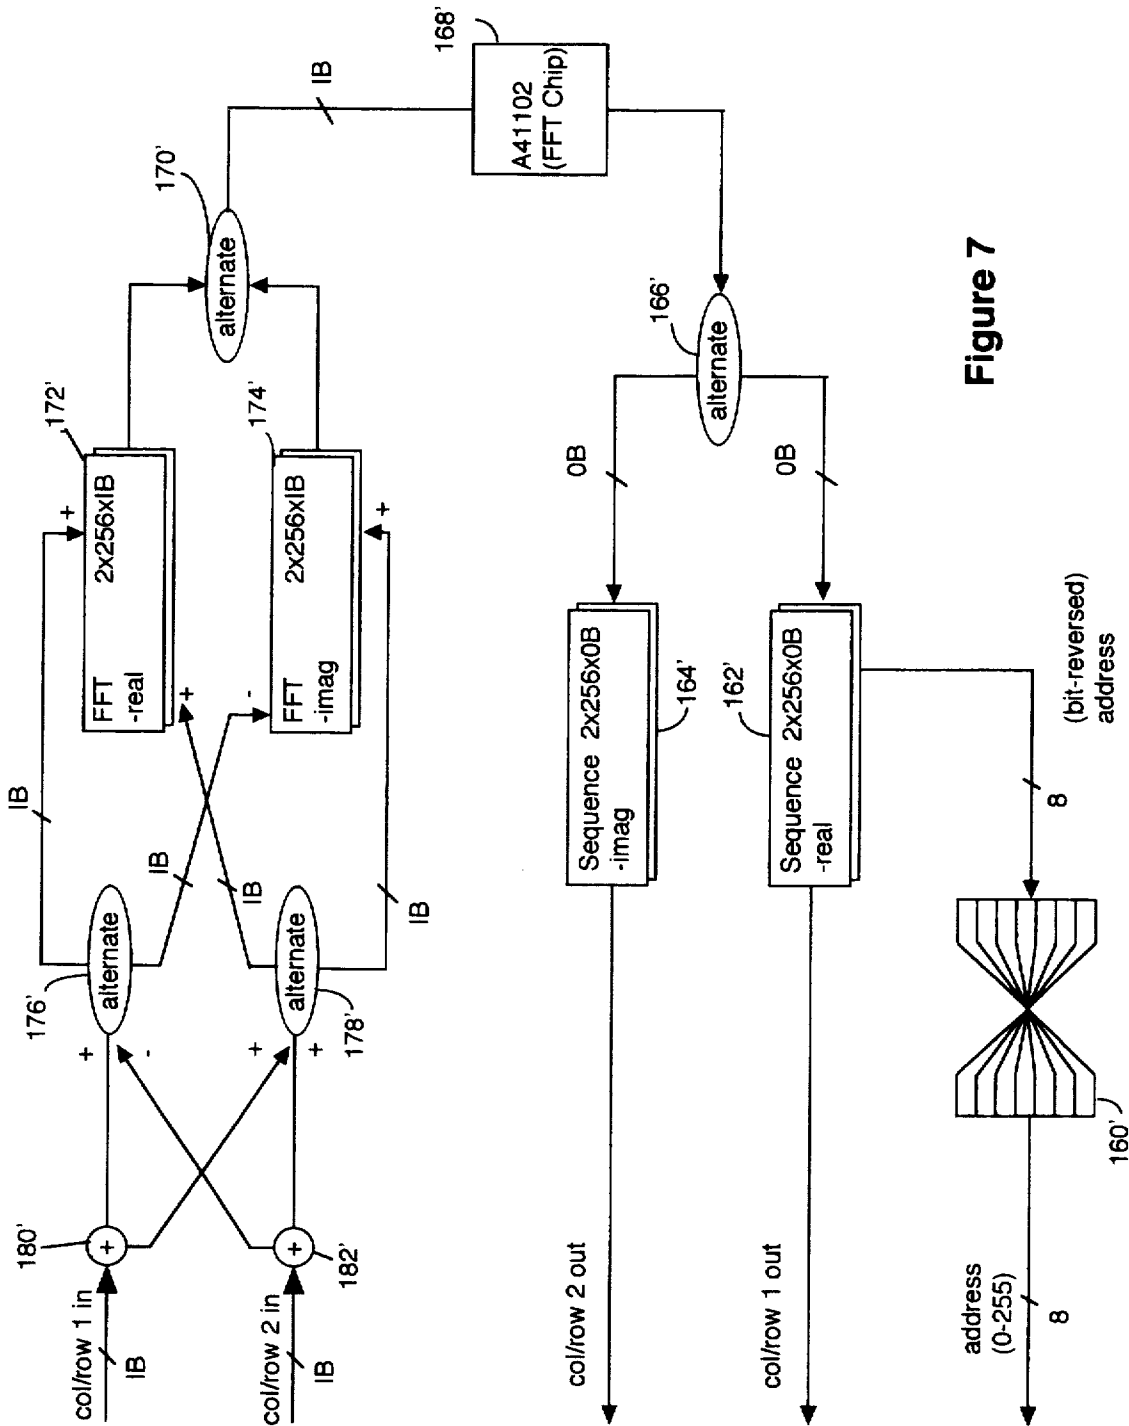 col/row 1 in
IB
180'
+
col/row 2 in
IB
182'
+
+
-
+
+
176'
alternate
178'
alternate
IB
IB
IB
IB
+
-
+
+
172'
FFT 2x256xIB
-real
174'
FFT 2x256xIB
-imag
170'
alternate
IB
168'
A41102
(FFT Chip)
166'
alternate
0B
0B
Sequence 2x256x0B
-imag
164'
162'
Sequence 2x256x0B
-real
col/row 2 out
col/row 1 out
(bit-reversed)
address
8
160'
address
(0-255)
8
Figure 7